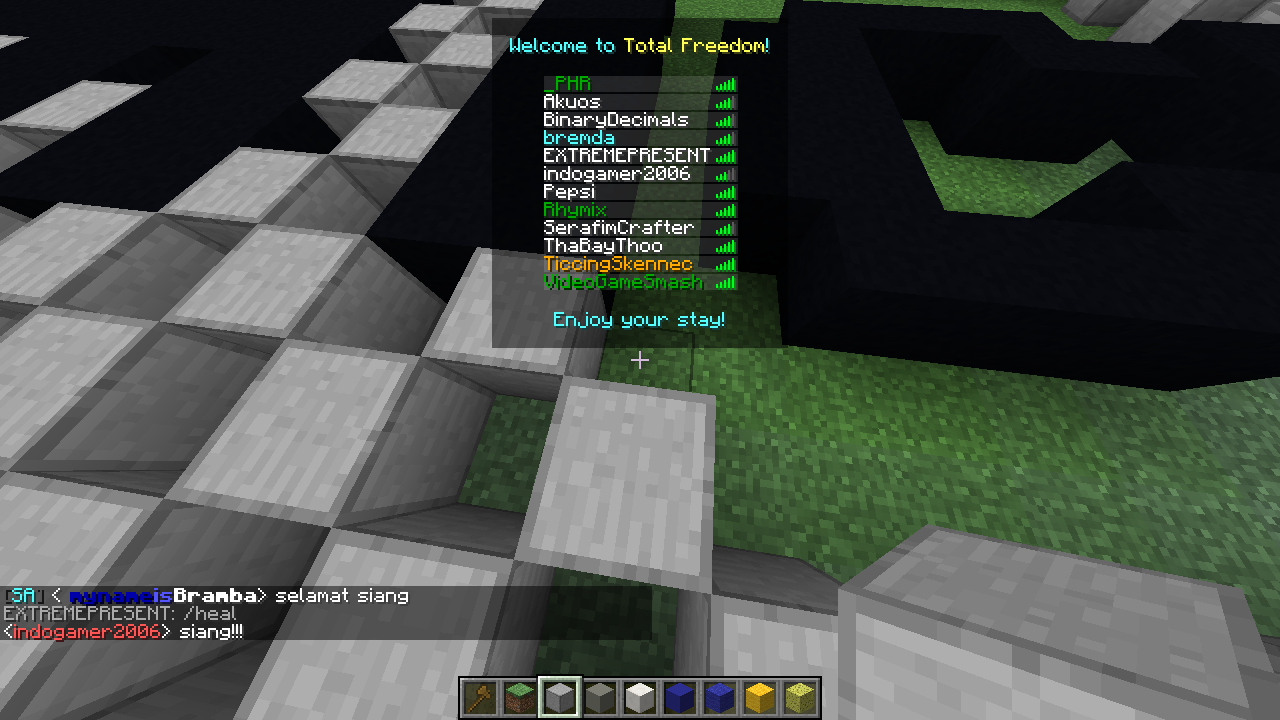 Welcome to Total Freedom!
_PHR
Akuos
BinaryDecimals
bremda
EXTREMEPRESENT
indogamer2006
Pepsi
Rhymix
SerafimCrafter
ThaBayThoo
TiccingSkennec
VideoGameSmash
Enjoy your stay!
[SA] < mynameisBramba> selamat siang
EXTREMEPRESENT: /heal
<indogamer2006> siang!!!